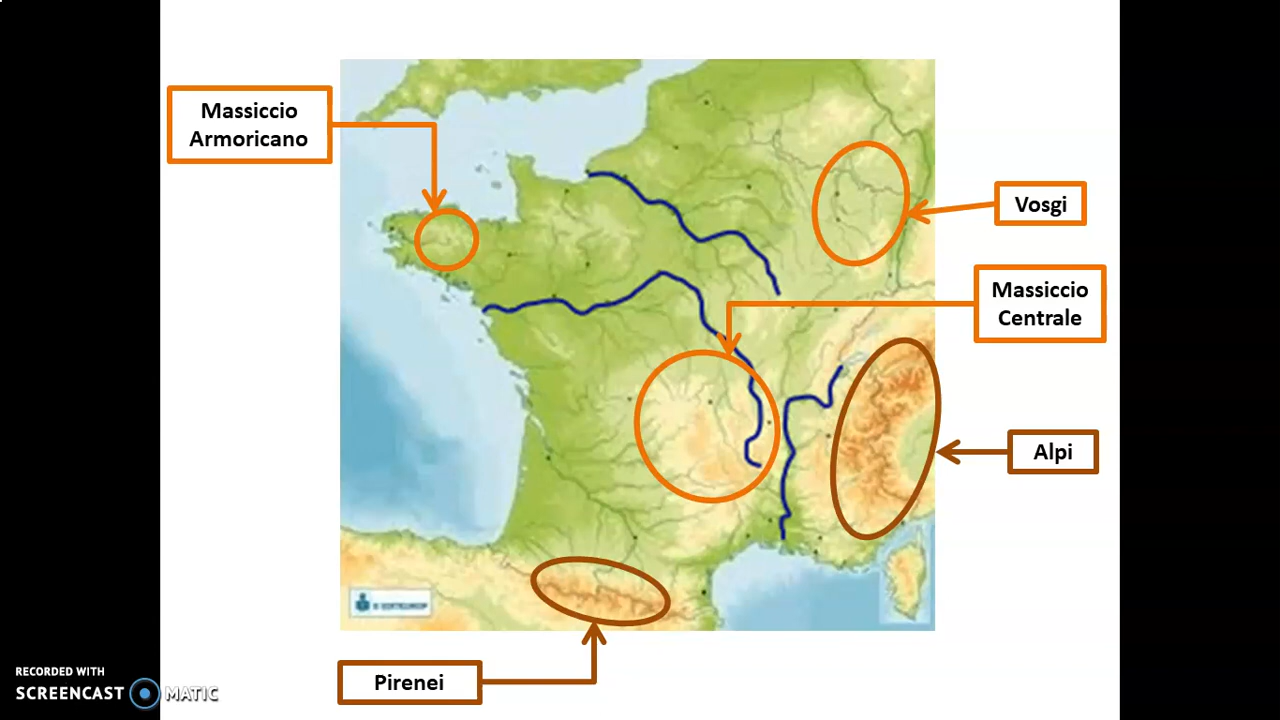 Massiccio
Armoricano
Vosgi
Massiccio
Centrale
Alpi
Pirenei
RECORDED WITH
SCREENCAST MATIC